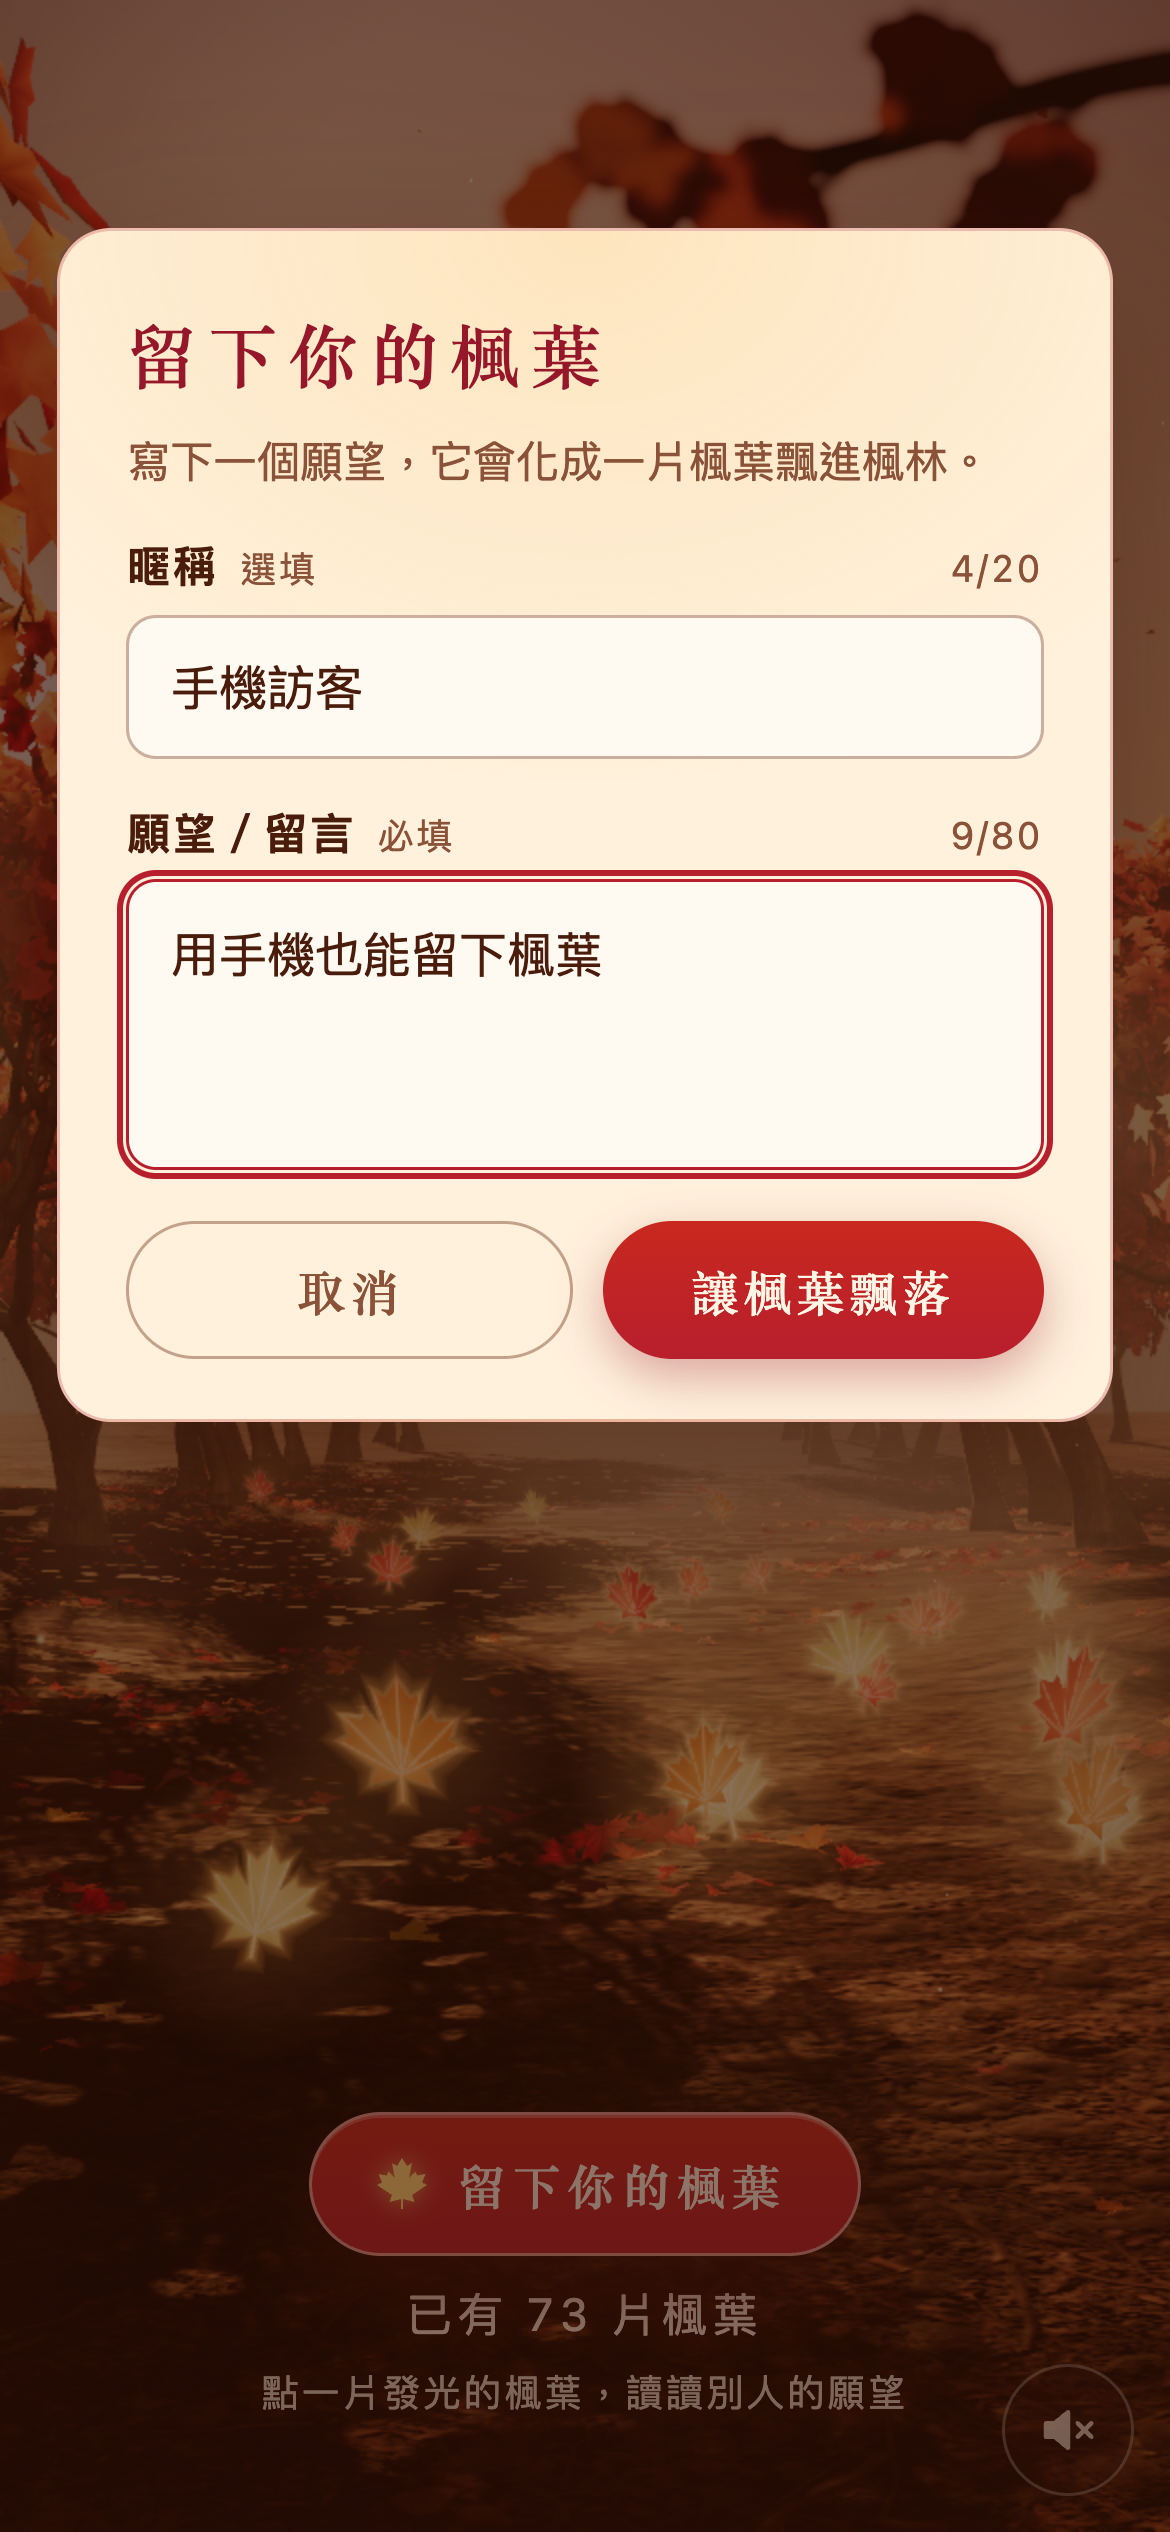 留下你的楓葉
寫下一個願望，它會化成一片楓葉飄進楓林。
暱稱 選填 4/20
手機訪客
願望 / 留言 必填 9/80
用手機也能留下楓葉
取消 讓楓葉飄落
留下你的楓葉
已有 73 片楓葉
點一片發光的楓葉，讀讀別人的願望